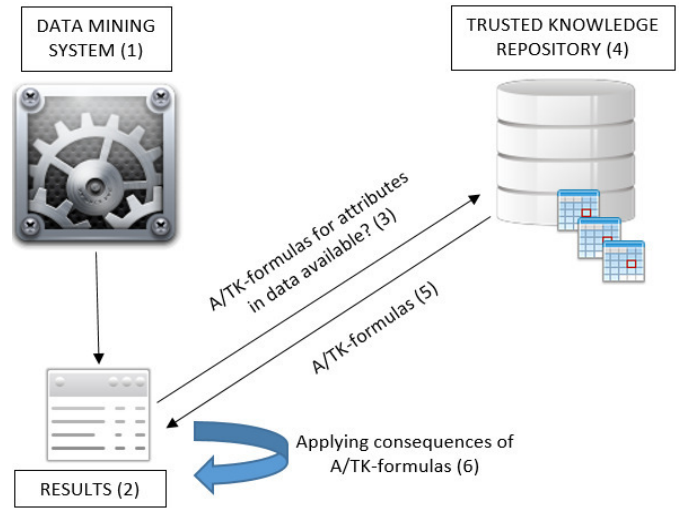 DATA MINING
SYSTEM (1)
TRUSTED KNOWLEDGE
REPOSITORY (4)
A/TK-formulas for attributes
in data available? (3)
A/TK-formulas (5)
Applying consequences of
A/TK-formulas (6)
RESULTS (2)